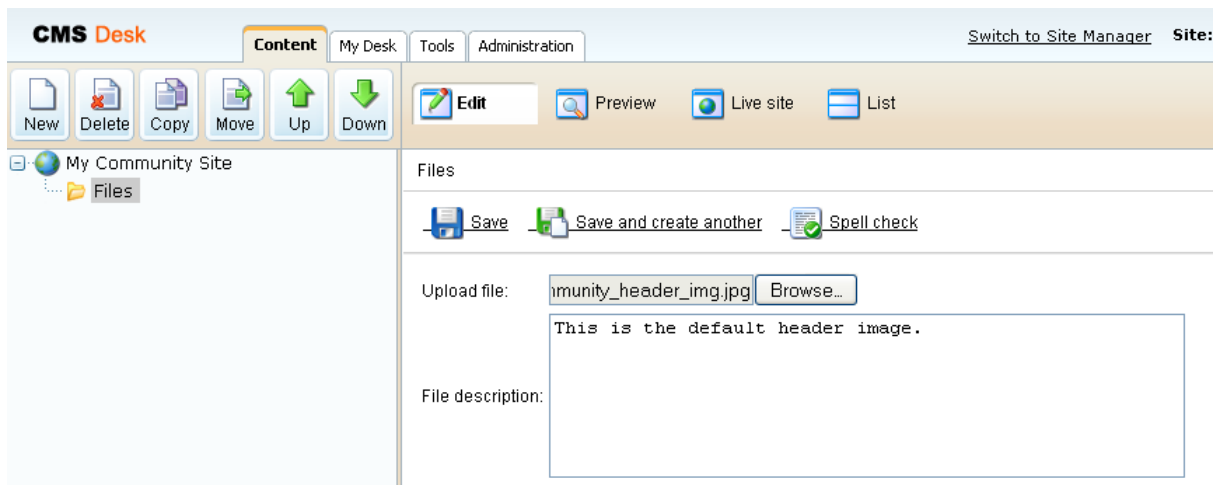 CMS Desk
Content
My Desk
Tools
Administration
Switch to Site Manager
Site:
New
Delete
Copy
Move
Up
Down
Edit
Preview
Live site
List
My Community Site
Files
Files
Save
Save and create another
Spell check
Upload file:
munity_header_img.jpg
Browse...
This is the default header image.
File description: